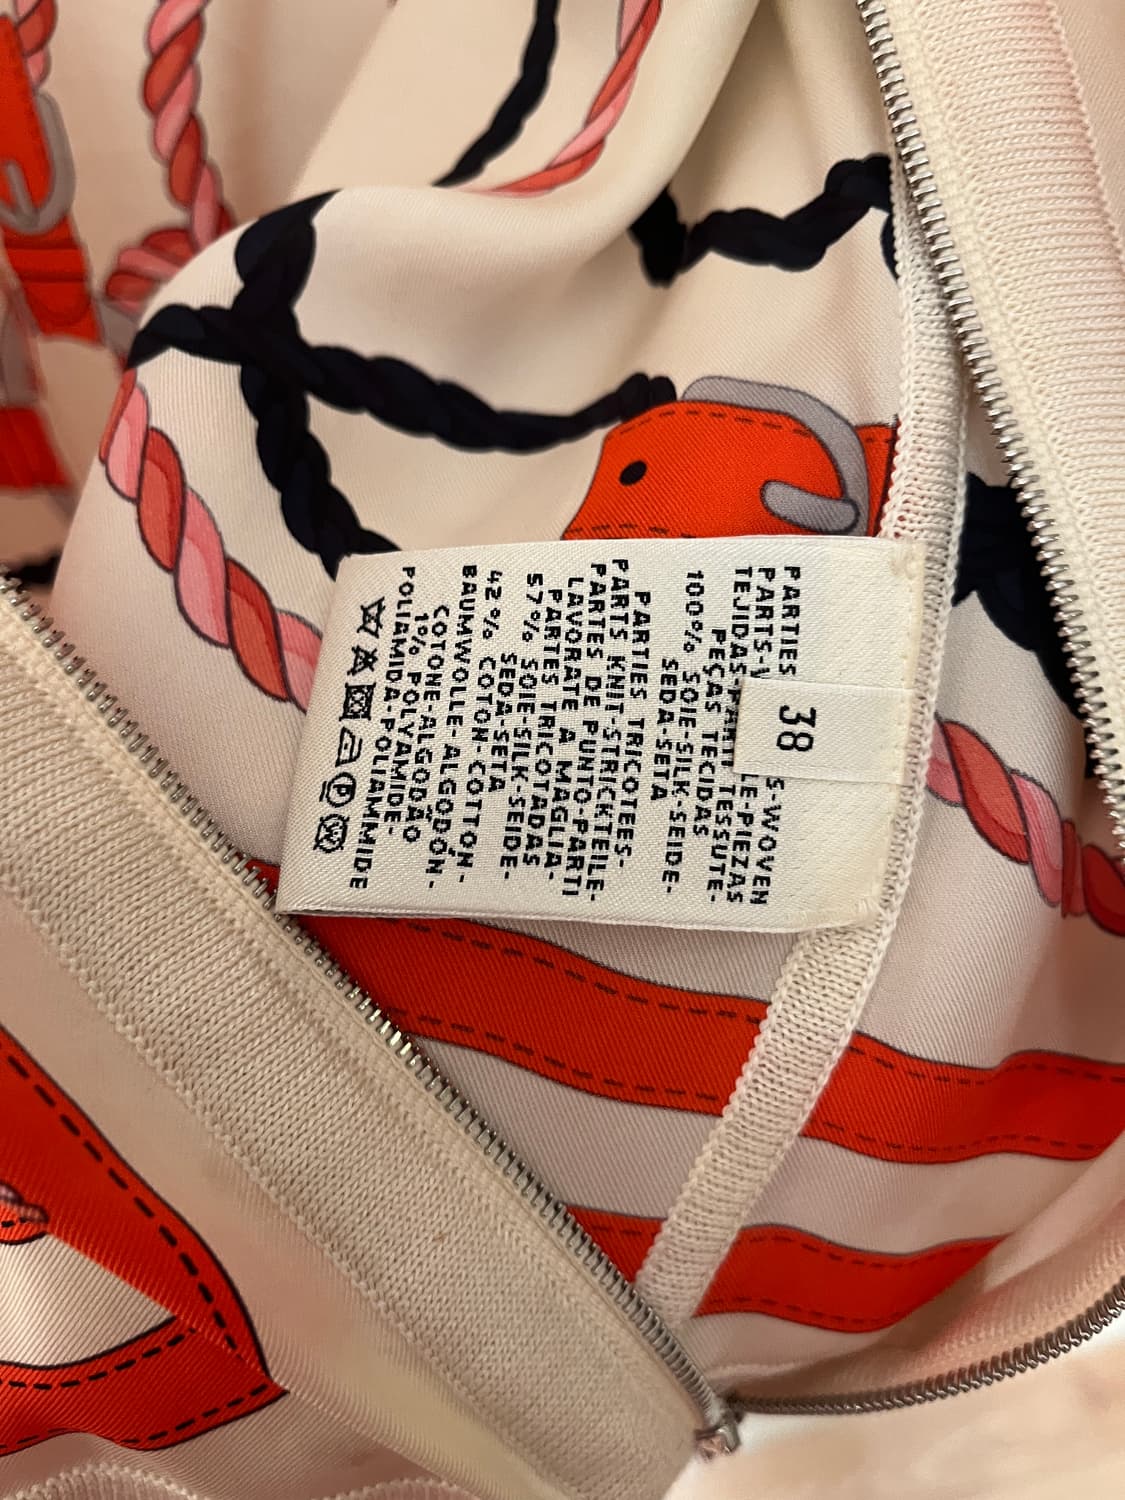 38
PARTIES
PARTS- S-WOVEN
TEJIDAS- LE-PIEZAS
TESSUTE-
PEÇAS TECIDAS
100% SOIE-SILK-SEIDE-
SEDA-SETA
PARTIES TRICOTEES-
PARTS KNIT-STRICKTEILE-
PARTES DE PUNTO-PARTI
LAVORATE A MAGLIA-
PARTES TRICOTADAS
57% SOIE-SILK-SEIDE-
SEDA-SETA
42% COTON-COTTON-
BAUMWOLLE-ALGODÓN-
COTONE-ALGODÃO
1% POLYAMIDE-
POLIAMIDA-POLIAMMIDE